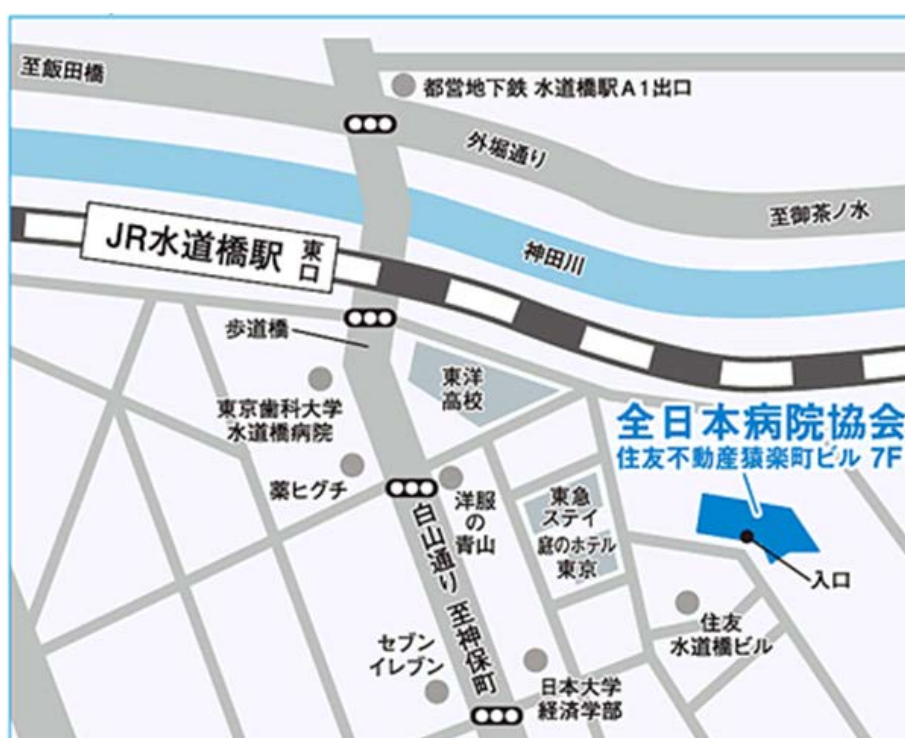 至飯田橋
都営地下鉄 水道橋駅A1出口
外堀通り
至御茶ノ水
神田川
JR水道橋駅 東口
歩道橋
東洋
高校
東京歯科大学
水道橋病院
全日本病院協会
住友不動産猿楽町ビル 7F
薬ヒグチ
洋服の青山
東急
ステイ
庭のホテル
東京
入口
白山通り 至神保町
住友
水道橋ビル
セブン
イレブン
日本大学
経済学部